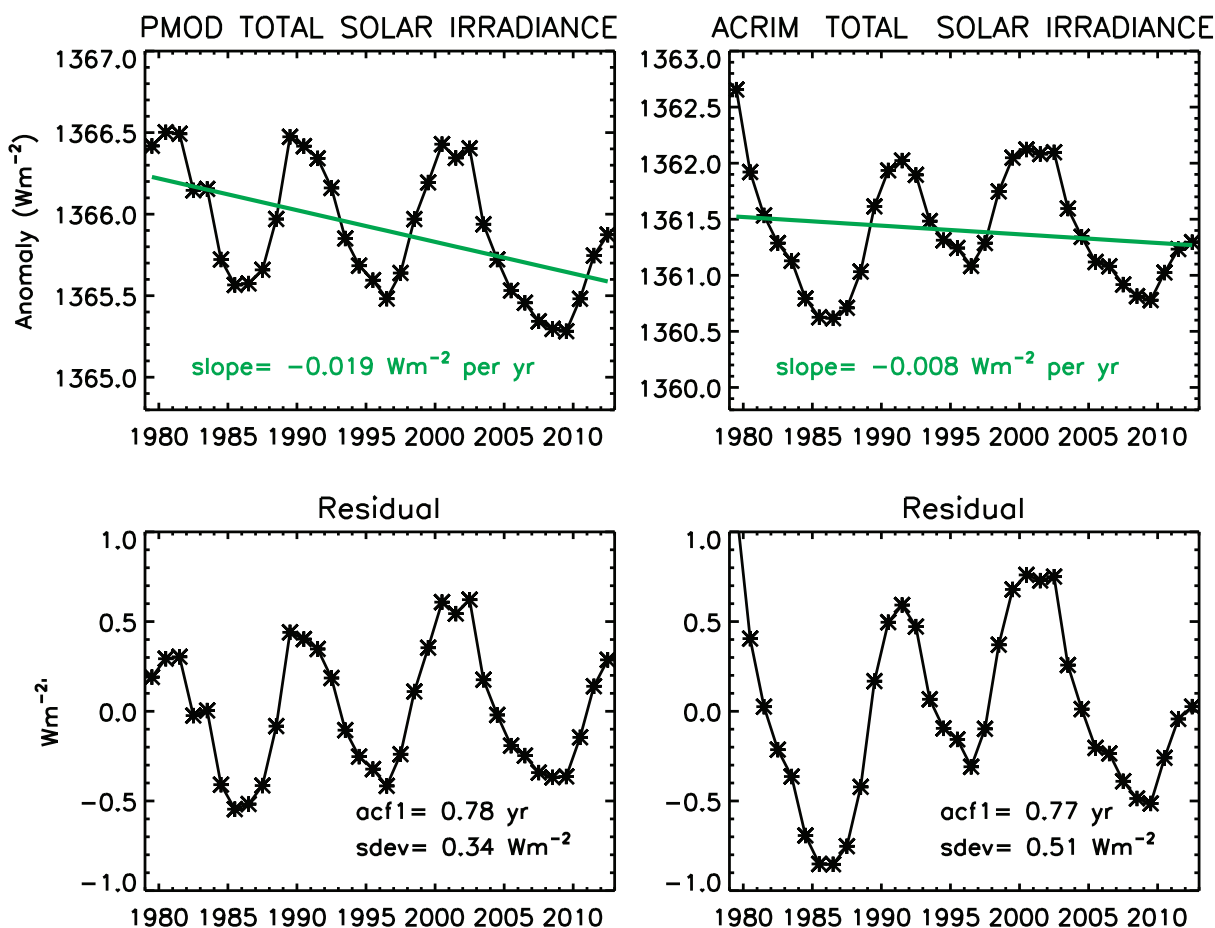 PMOD TOTAL SOLAR IRRADIANCE
1367.0
1366.5
1366.0
1365.5
1365.0
Anomaly (Wm⁻²)
slope= −0.019 Wm⁻² per yr
1980 1985 1990 1995 2000 2005 2010
ACRIM TOTAL SOLAR IRRADIANCE
1363.0
1362.5
1362.0
1361.5
1361.0
1360.5
1360.0
slope= −0.008 Wm⁻² per yr
1980 1985 1990 1995 2000 2005 2010
Residual
1.0
0.5
0.0
−0.5
−1.0
Wm⁻²'
acf1= 0.78 yr
sdev= 0.34 Wm⁻²
1980 1985 1990 1995 2000 2005 2010
Residual
1.0
0.5
0.0
−0.5
−1.0
acf1= 0.77 yr
sdev= 0.51 Wm⁻²
1980 1985 1990 1995 2000 2005 2010